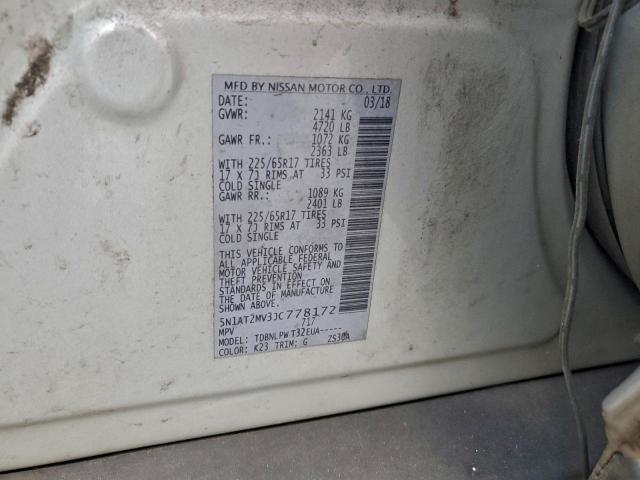 MFD BY NISSAN MOTOR CO., LTD.
DATE: 03/18
GVWR: 2141 KG
4720 LB
GAWR FR.: 1072 KG
2363 LB
WITH 225/65R17 TIRES
17 X 7J RIMS AT 33 PSI
COLD SINGLE
GAWR RR.: 1089 KG
2401 LB
WITH 225/65R17 TIRES
17 X 7J RIMS AT 33 PSI
COLD SINGLE
THIS VEHICLE CONFORMS TO
ALL APPLICABLE FEDERAL
MOTOR VEHICLE SAFETY AND
THEFT PREVENTION
STANDARDS IN EFFECT ON
THE DATE OF MANUFACTURE
SHOWN ABOVE.
5N1AT2MV3JC778172
MPV 717
MODEL: TDBNLPW T32EUA-----
COLOR: K23 TRIM: G ZS30A